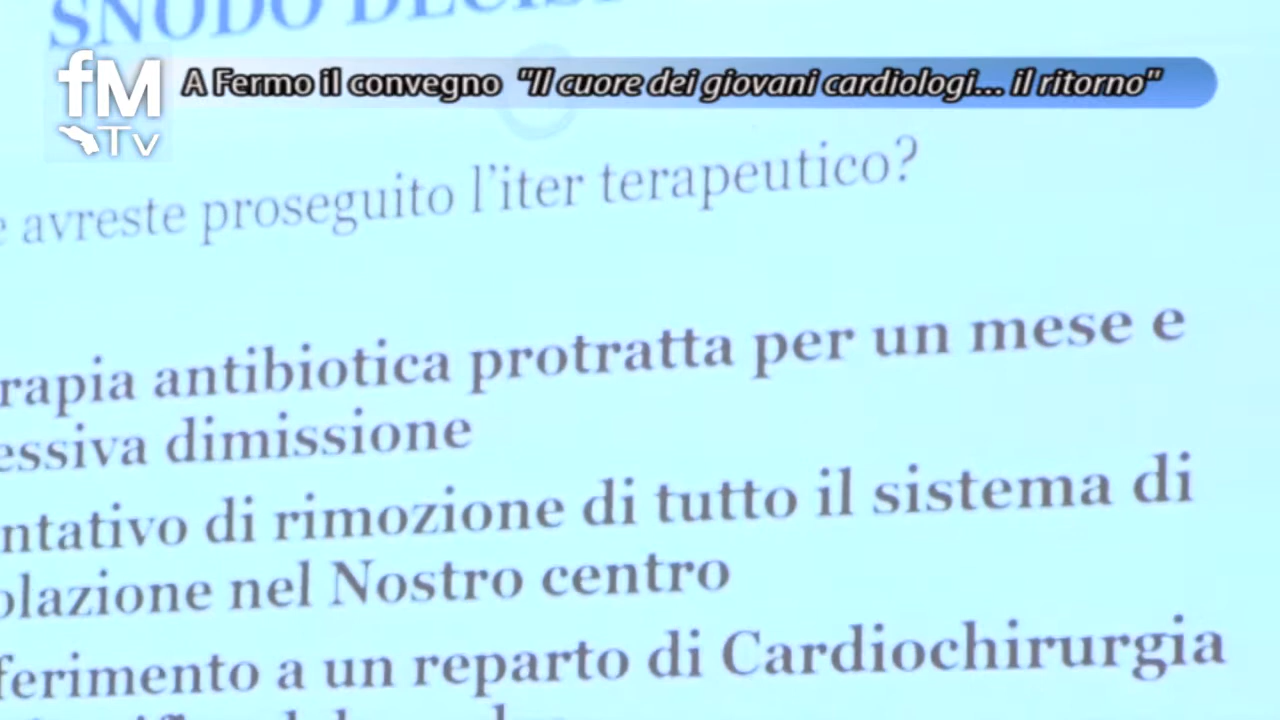 SNODO
A Fermo il convegno "Il cuore dei giovani cardiologi... il ritorno"
fM
Tv
e avreste proseguito l'iter terapeutico?
rapia antibiotica protratta per un mese e
essiva dimissione
ntativo di rimozione di tutto il sistema di
olazione nel Nostro centro
ferimento a un reparto di Cardiochirurgia